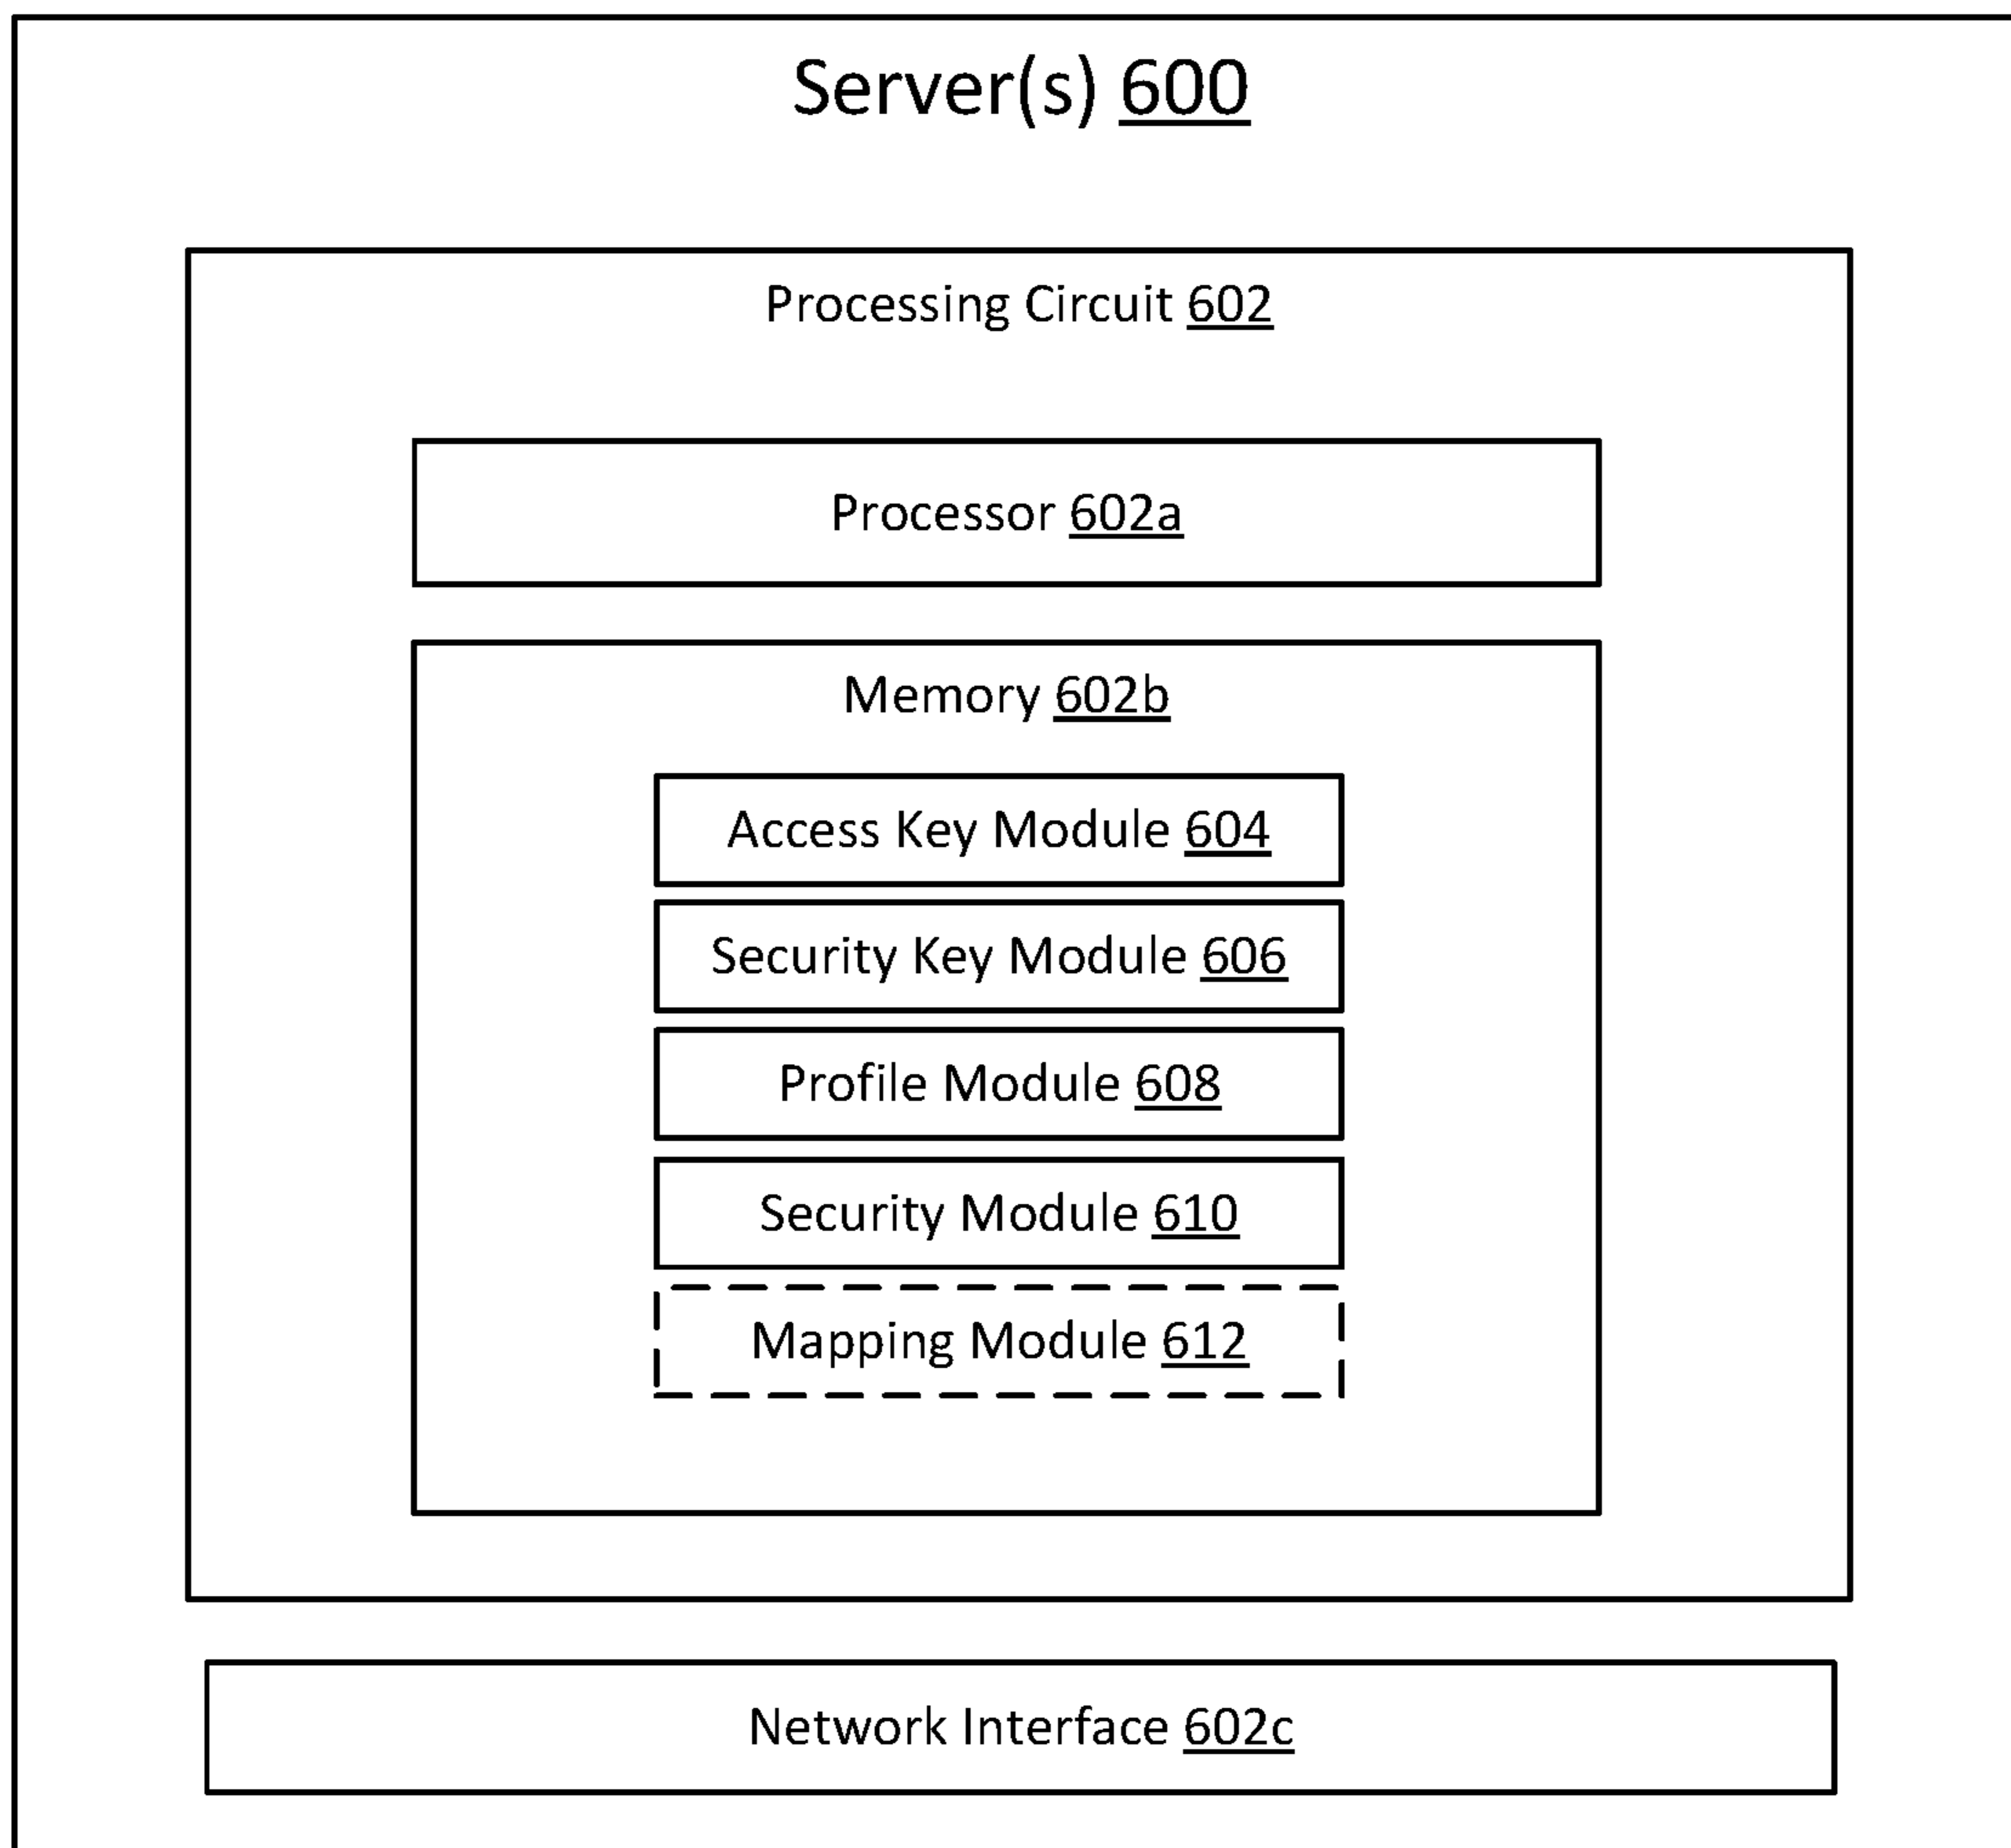 Server(s) 600
Processing Circuit 602
Processor 602a
Memory 602b
Access Key Module 604
Security Key Module 606
Profile Module 608
Security Module 610
Mapping Module 612
Network Interface 602c